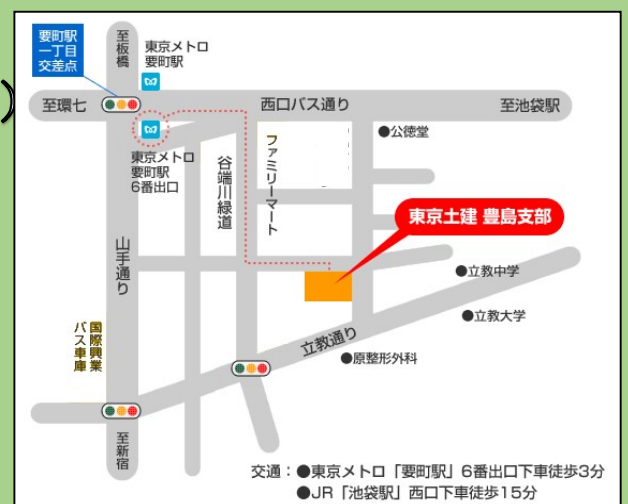 要町駅
一丁目
交差点
至板橋
東京メトロ
要町駅
)
至環七
西口バス通り
至池袋駅
東京メトロ
要町駅
6番出口
谷端川緑道
ファミリーマート
●公徳堂
東京土建 豊島支部
山手通り
●立教中学
●立教大学
国際興業
バス車庫
立教通り
●原整形外科
至新宿
交通：●東京メトロ「要町駅」6番出口下車徒歩3分
●JR「池袋駅」西口下車徒歩15分